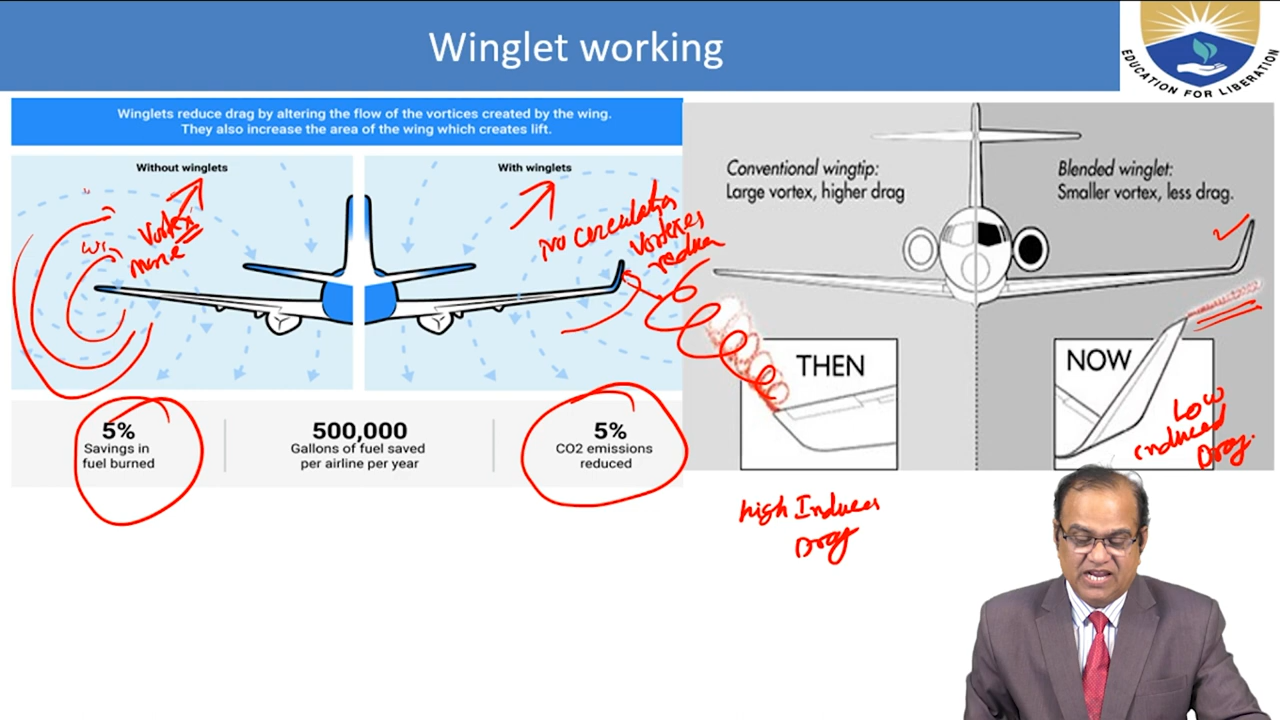 Winglet working
EDUCATION FOR LIBERATION
Winglets reduce drag by altering the flow of the vortices created by the wing.
They also increase the area of the wing which creates lift.
Without winglets
With winglets
Vortex
more
no circulation
Vortexes
reduces
5%
Savings in
fuel burned
500,000
Gallons of fuel saved
per airline per year
5%
CO2 emissions
reduced
Conventional wingtip:
Large vortex, higher drag
Blended winglet:
Smaller vortex, less drag.
THEN
NOW
Low
induced
Drag.
high Induces
Drag